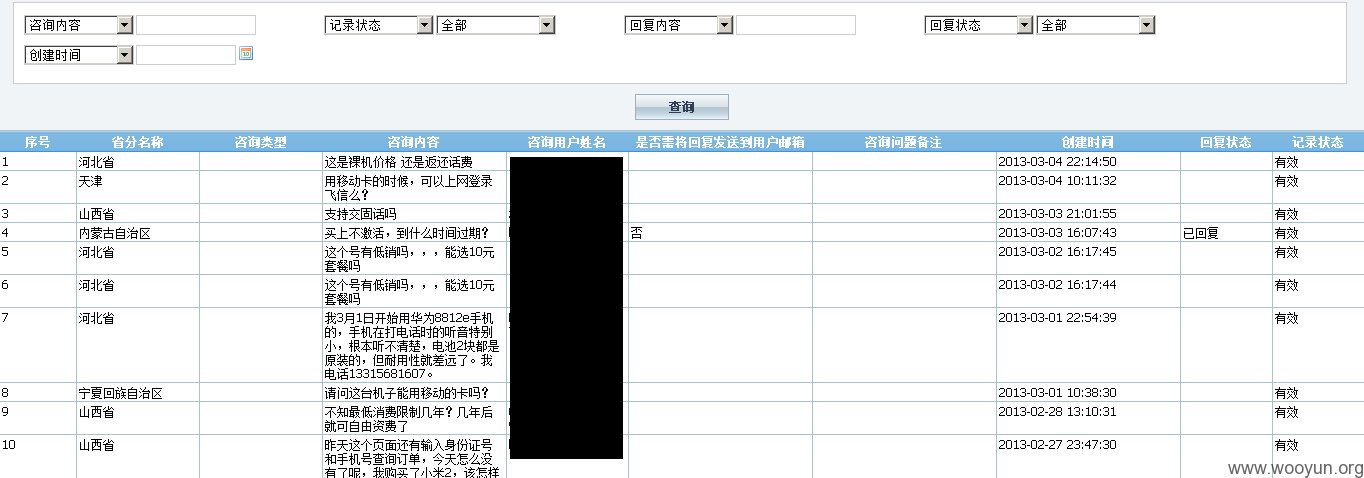 咨询内容 记录状态 全部 回复内容 回复状态 全部
创建时间
查询
序号 省分名称 咨询类型 咨询内容 咨询用户姓名 是否需将回复发送到用户邮箱 咨询问题备注 创建时间 回复状态 记录状态
1 河北省 这是裸机价格 还是返还话费 2013-03-04 22:14:50 有效
2 天津 用移动卡的时候，可以上网登录 2013-03-04 10:11:32 有效
飞信么？
3 山西省 支持交固话吗 2013-03-03 21:01:55 有效
4 内蒙古自治区 买上不激活，到什么时间过期？ 否 2013-03-03 16:07:43 已回复 有效
5 河北省 这个号有低销吗，，，能选10元 2013-03-02 16:17:45 有效
套餐吗
6 河北省 这个号有低销吗，，，能选10元 2013-03-02 16:17:44 有效
套餐吗
7 河北省 我3月1日开始用华为8812e手机 2013-03-01 22:54:39 有效
的，手机在打电话时的听音特别
小，根本听不清楚，电池2块都是
原装的，但耐用性就差远了。我
电话13315681607。
8 宁夏回族自治区 请问这台机子能用移动的卡吗？ 2013-03-01 10:38:30 有效
9 山西省 不知最低消费限制几年？几年后 2013-02-28 13:10:31 有效
就可自由资费了
10 山西省 昨天这个页面还有输入身份证号 2013-02-27 23:47:30 有效
和手机号查询订单，今天怎么没
有了呢，我购买了小米2，该怎样
www.wooyun.org